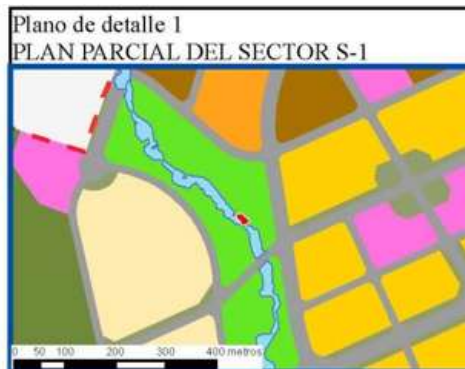 Plano de detalle 1
PLAN PARCIAL DEL SECTOR S-1
0 50 100 200 300 400 metros